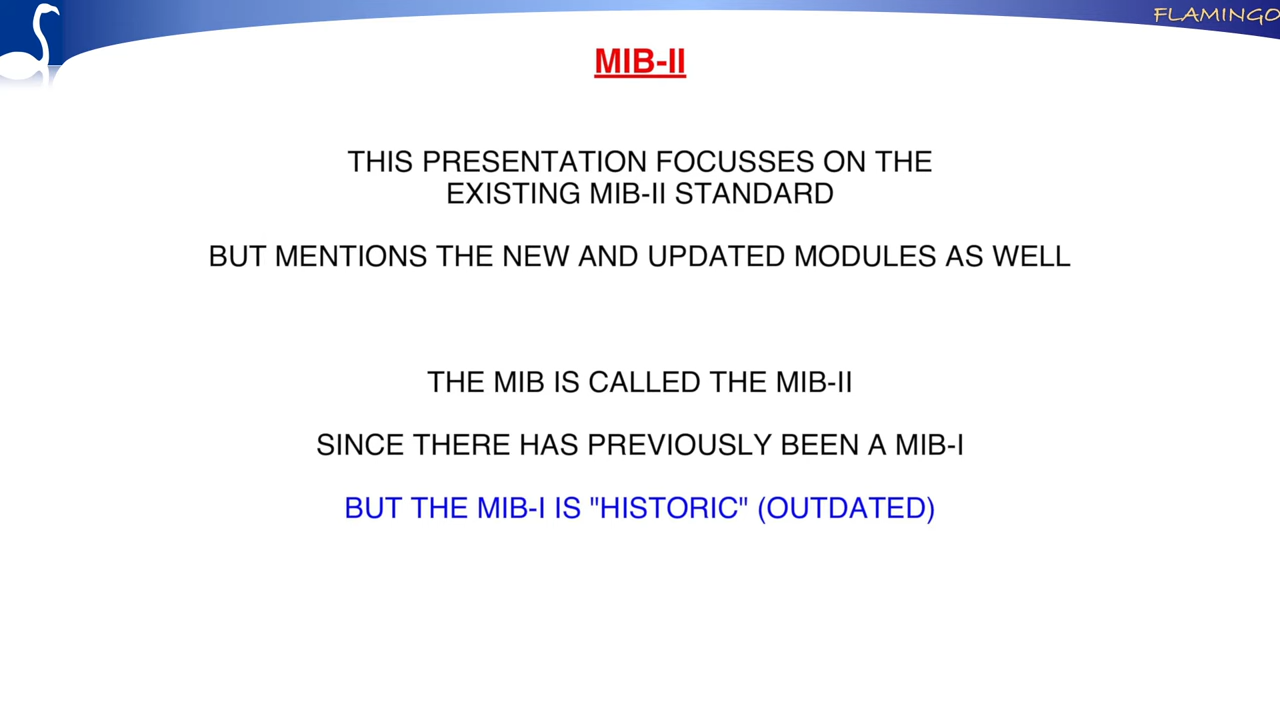 FLAMINGO
MIB-II
THIS PRESENTATION FOCUSSES ON THE
EXISTING MIB-II STANDARD
BUT MENTIONS THE NEW AND UPDATED MODULES AS WELL
THE MIB IS CALLED THE MIB-II
SINCE THERE HAS PREVIOUSLY BEEN A MIB-I
BUT THE MIB-I IS "HISTORIC" (OUTDATED)